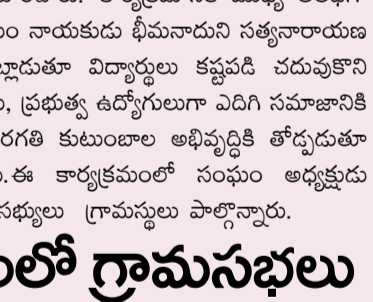 ం నాయకుడు భీమనాదుని సత్యనారాయణ
ట్లాడుతూ విద్యార్థులు కష్టపడి చదువుకొని
ు, ప్రభుత్వ ఉద్యోగులుగా ఎదిగి సమాజానికి
రగతి కుటుంబాల అభివృద్ధికి తోడ్పడుతూ
ు.ఈ కార్యక్రమంలో సంఘం అధ్యక్షుడు
సభ్యులు గ్రామస్థులు పాల్గొన్నారు.
ంలో గ్రామసభలు